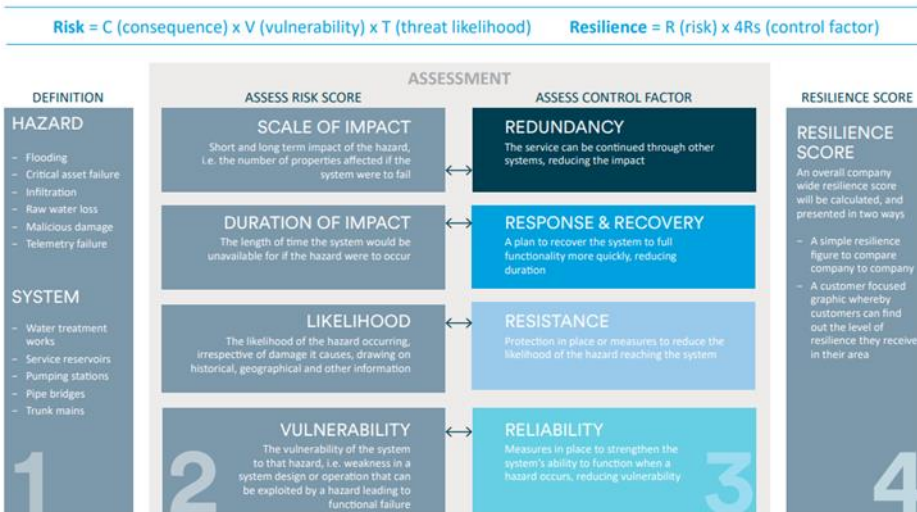 Risk = C (consequence) x V (vulnerability) x T (threat likelihood) Resilience = R (risk) x 4Rs (control factor)
ASSESSMENT
DEFINITION
HAZARD
– Flooding
– Critical asset failure
– Infiltration
– Raw water loss
– Malicious damage
– Telemetry failure
SYSTEM
– Water treatment
works
– Service reservoirs
– Pumping stations
– Pipe bridges
– Trunk mains
1
ASSESS RISK SCORE
SCALE OF IMPACT
Short and long term impact of the hazard,
i.e. the number of properties affected if the
system were to fail
DURATION OF IMPACT
The length of time the system would be
unavailable for if the hazard were to occur
LIKELIHOOD
The likelihood of the hazard occurring,
irrespective of damage it causes, drawing on
historical, geographical and other information
VULNERABILITY
The vulnerability of the system
to that hazard, i.e. weakness in a
system design or operation that can
be exploited by a hazard leading to
functional failure
2
ASSESS CONTROL FACTOR
REDUNDANCY
The service can be continued through other
systems, reducing the impact
RESPONSE & RECOVERY
A plan to recover the system to full
functionality more quickly, reducing
duration
RESISTANCE
Protection in place or measures to reduce the
likelihood of the hazard reaching the system
RELIABILITY
Measures in place to strengthen the
system's ability to function when a
hazard occurs, reducing vulnerability
3
RESILIENCE SCORE
RESILIENCE
SCORE
An overall company
wide resilience score
will be calculated, and
presented in two ways
– A simple resilience
figure to compare
company to company
– A customer focused
graphic whereby
customers can find
out the level of
resilience they receive
in their area
4